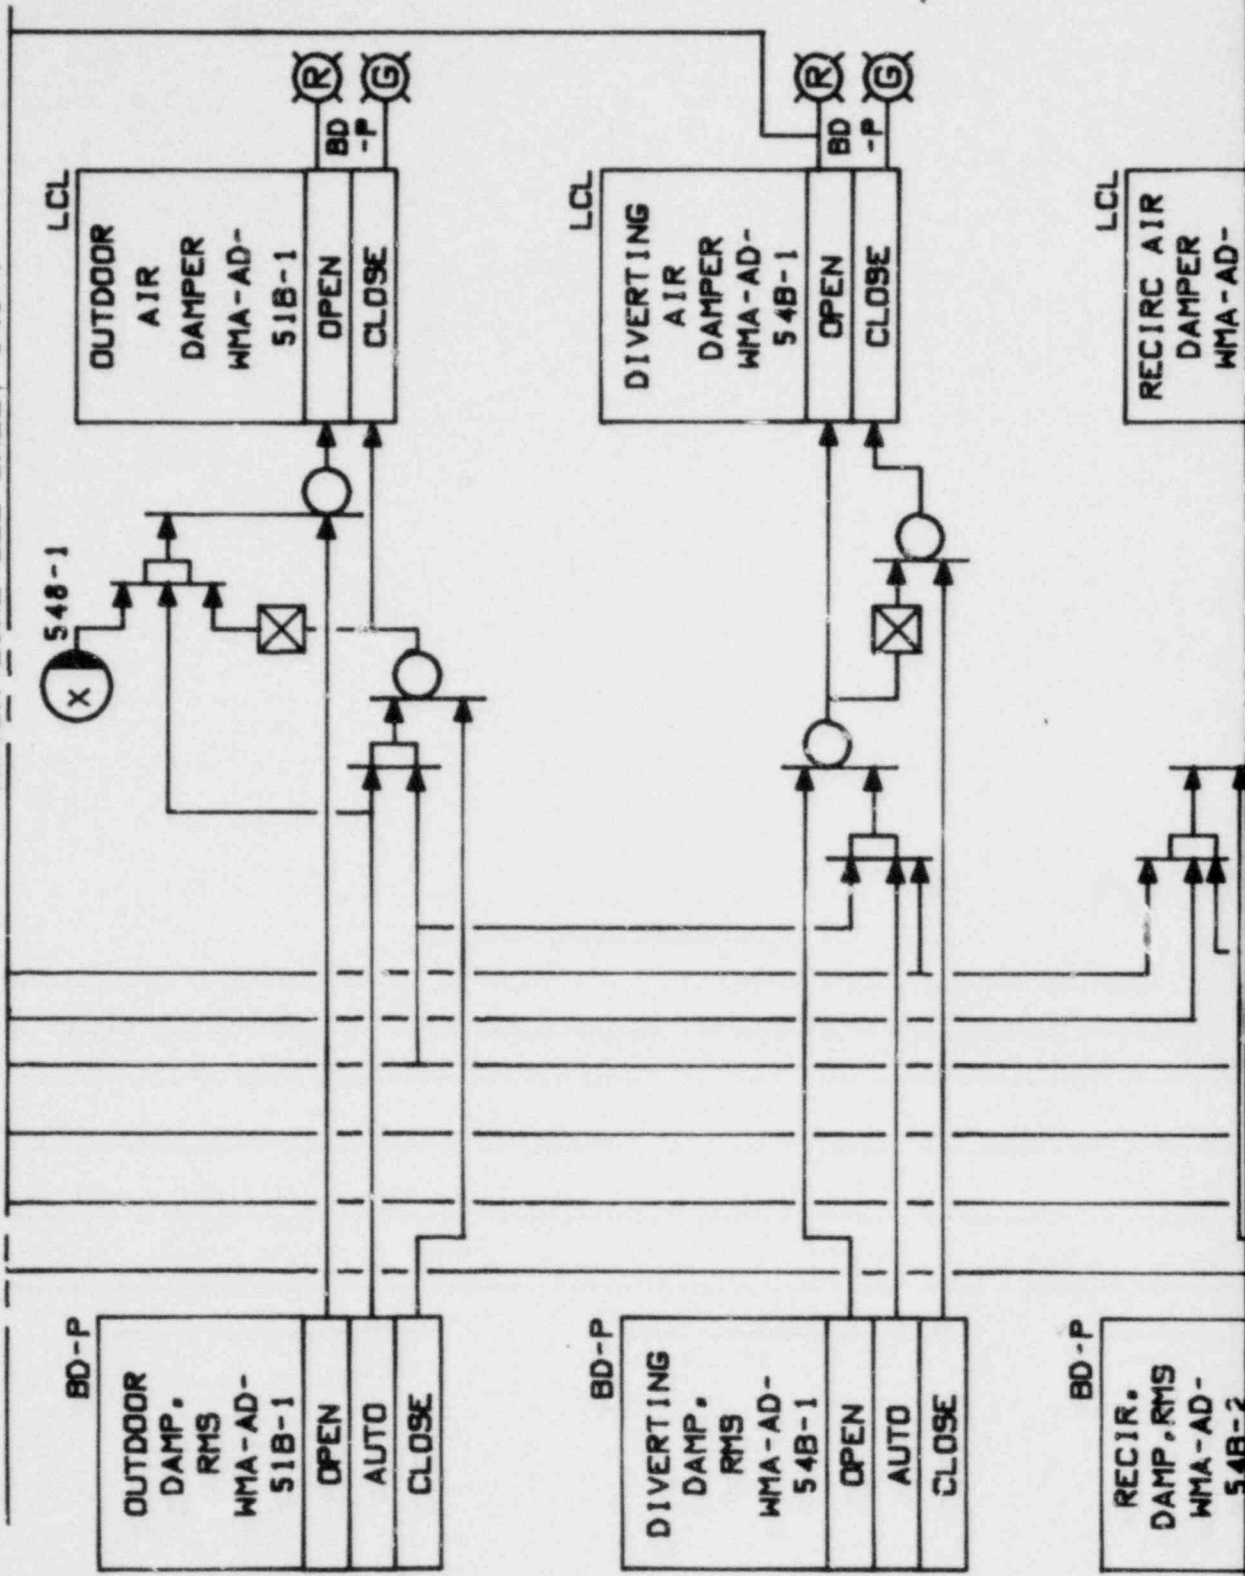 548-1
X
LCL
OUTDOOR
AIR
DAMPER
WMA-AD-
51B-1
OPEN
CLOSE
BD
-P
R
G
LCL
DIVERTING
AIR
DAMPER
WMA-AD-
54B-1
OPEN
CLOSE
BD
-P
R
G
LCL
RECIRC AIR
DAMPER
WMA-AD-
BD-P
OUTDOOR
DAMP.
RMS
WMA-AD-
51B-1
OPEN
AUTO
CLOSE
BD-P
DIVERTING
DAMP.
RMS
WMA-AD-
54B-1
OPEN
AUTO
CLOSE
BD-P
RECIR.
DAMP.RMS
WMA-AD-
54B-2